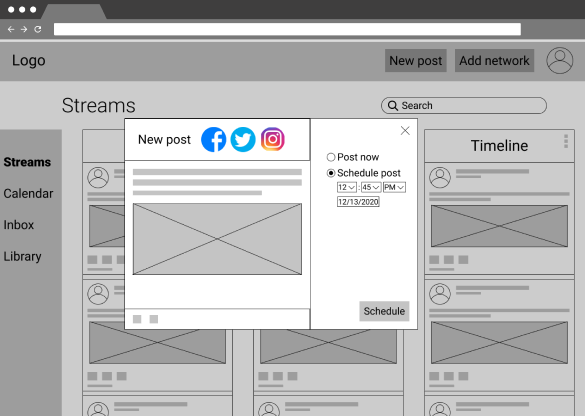 Logo
New post
Add network
Streams
Search
Streams
Calendar
Inbox
Library
New post
Post now
Schedule post
12 : 45 PM
12/13/2020
Schedule
Timeline